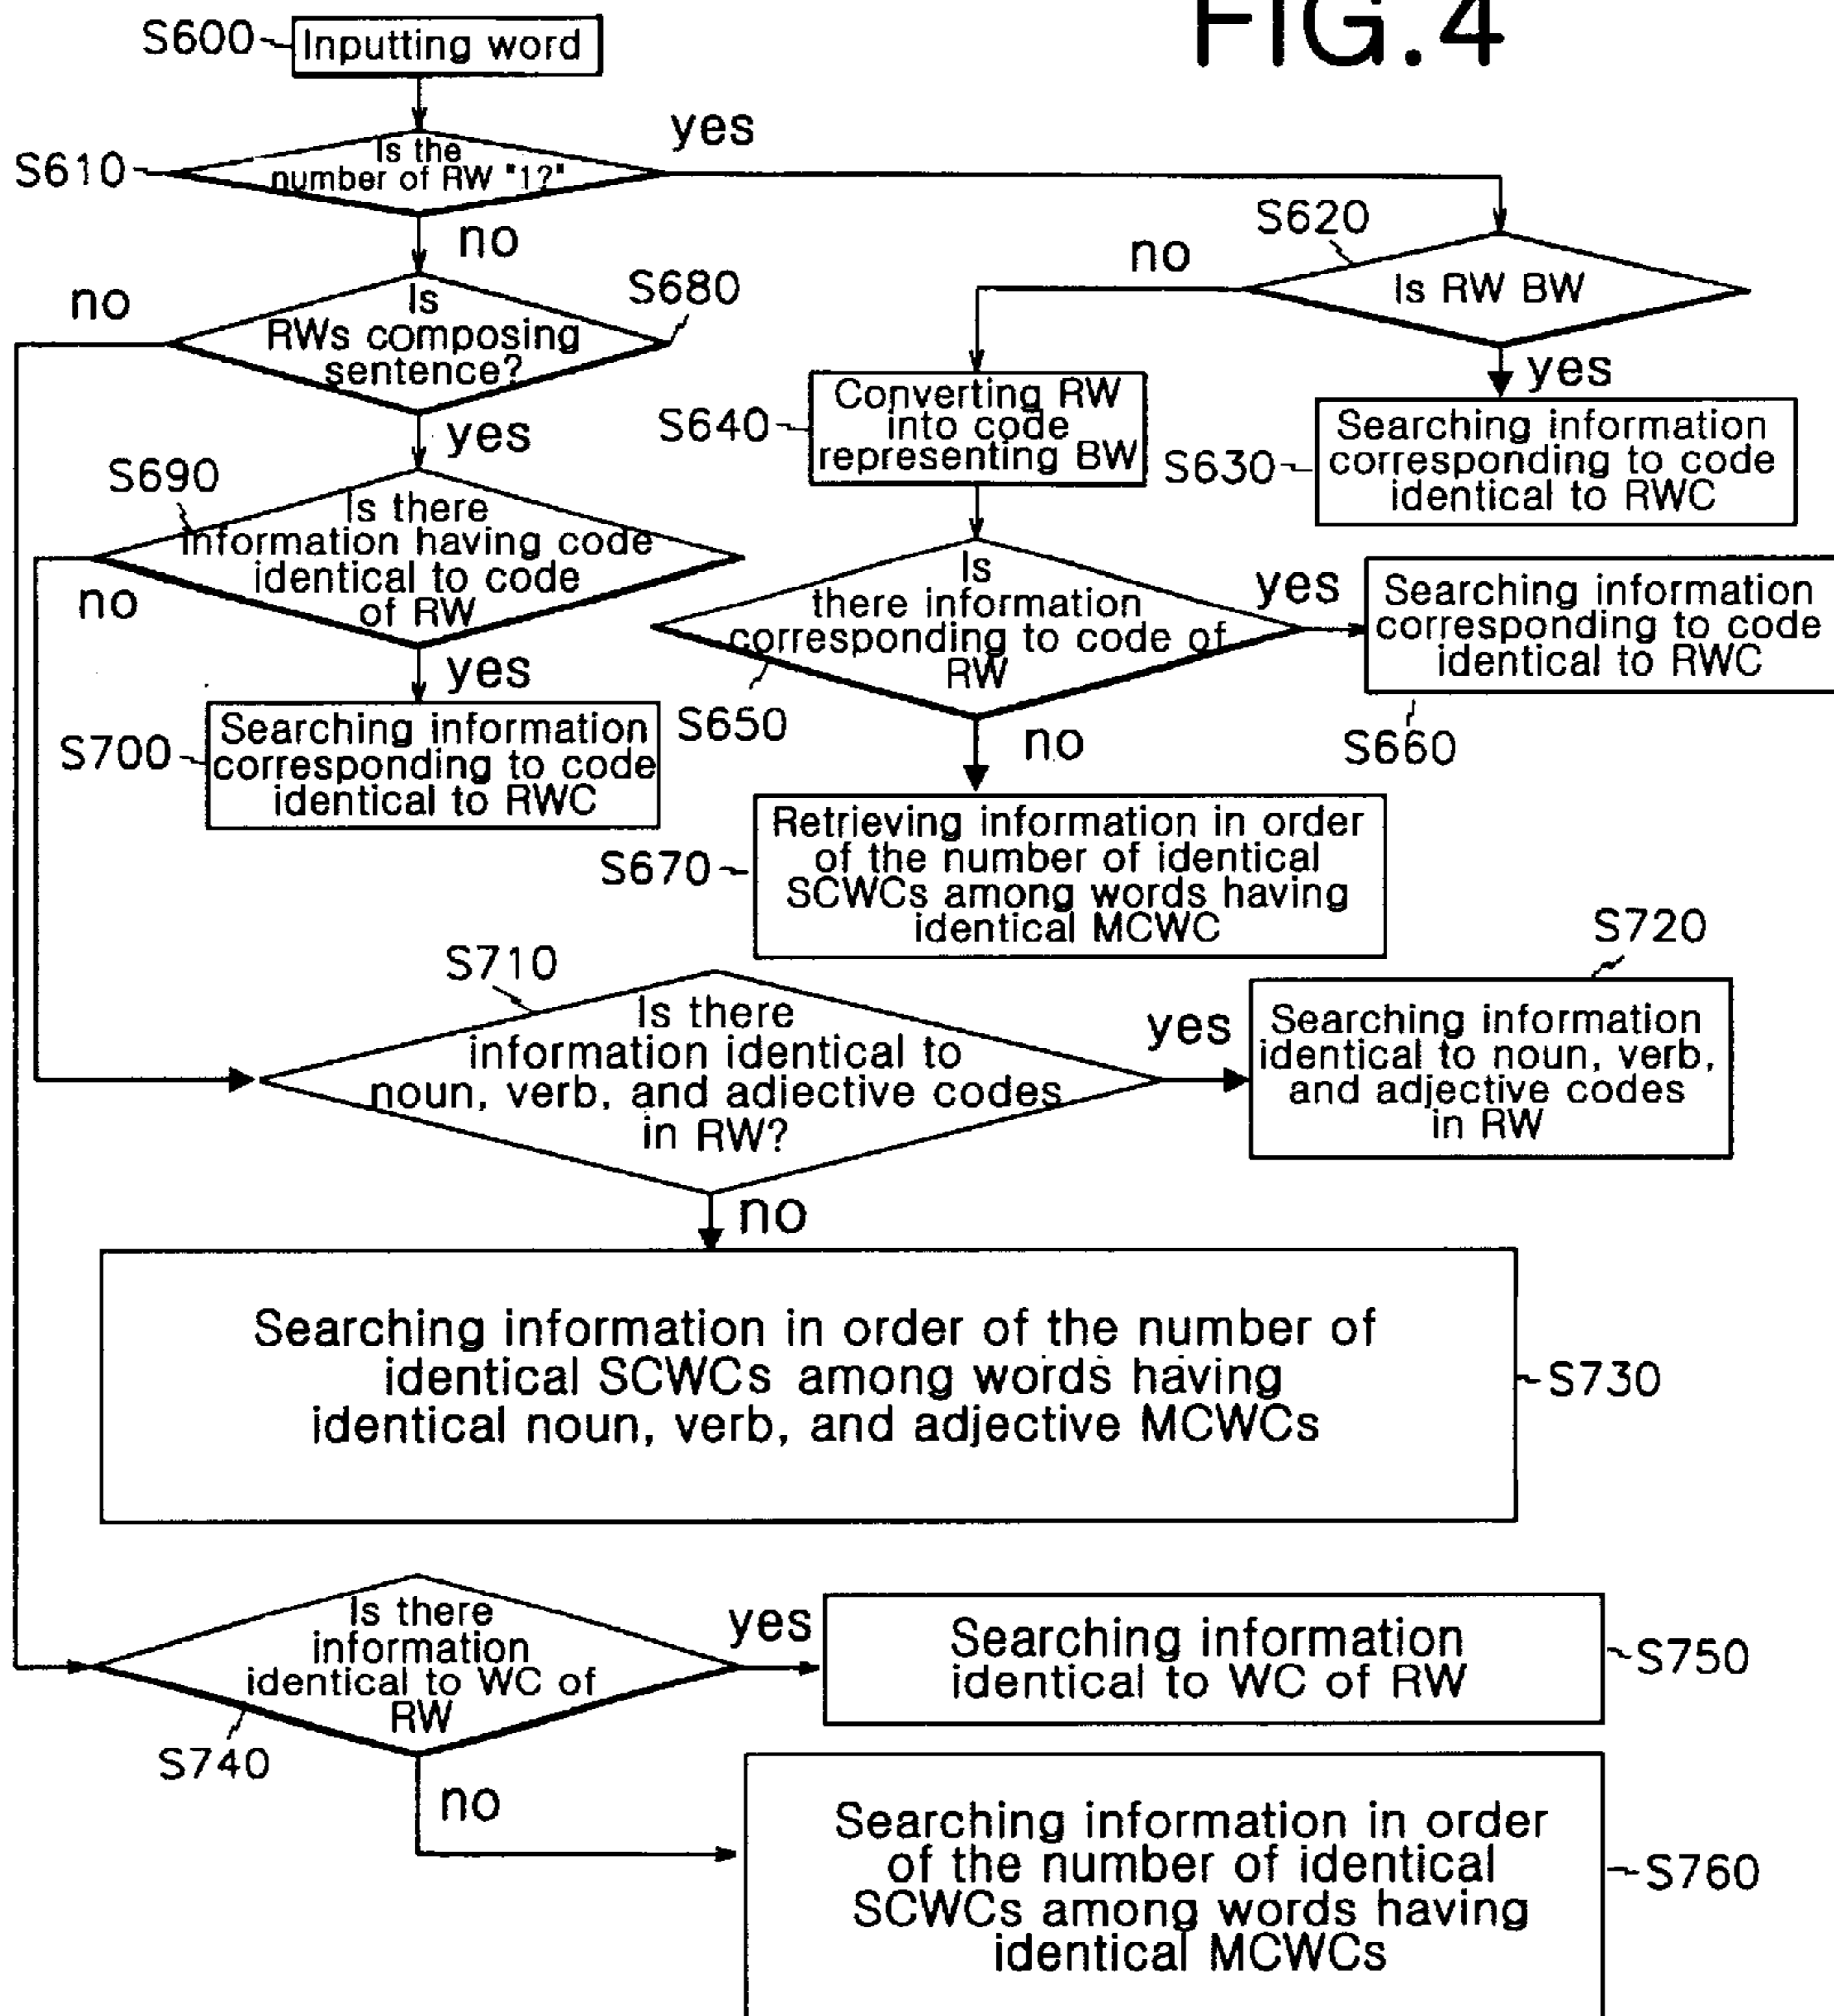 FIG.4
S600
Inputting word
S610
Is the
number of RW "1?"
yes
no
S620
Is RW BW
no
yes
S680
Is
RWs composing
sentence?
no
yes
S640
Converting RW
into code
representing BW
S630
Searching information
corresponding to code
identical to RWC
S690
Is there
information having code
identical to code
of RW
no
yes
Is
there information
corresponding to code of
RW
S650
yes
no
Searching information
corresponding to code
identical to RWC
S660
S700
Searching information
corresponding to code
identical to RWC
S670
Retrieving information in order
of the number of identical
SCWCs among words having
identical MCWC
S710
Is there
information identical to
noun, verb, and adjective codes
in RW?
yes
no
S720
Searching information
identical to noun, verb,
and adjective codes
in RW
Searching information in order of the number of
identical SCWCs among words having
identical noun, verb, and adjective MCWCs
S730
Is there
information
identical to WC of
RW
S740
yes
no
Searching information
identical to WC of RW
S750
Searching information in order
of the number of identical
SCWCs among words having
identical MCWCs
S760